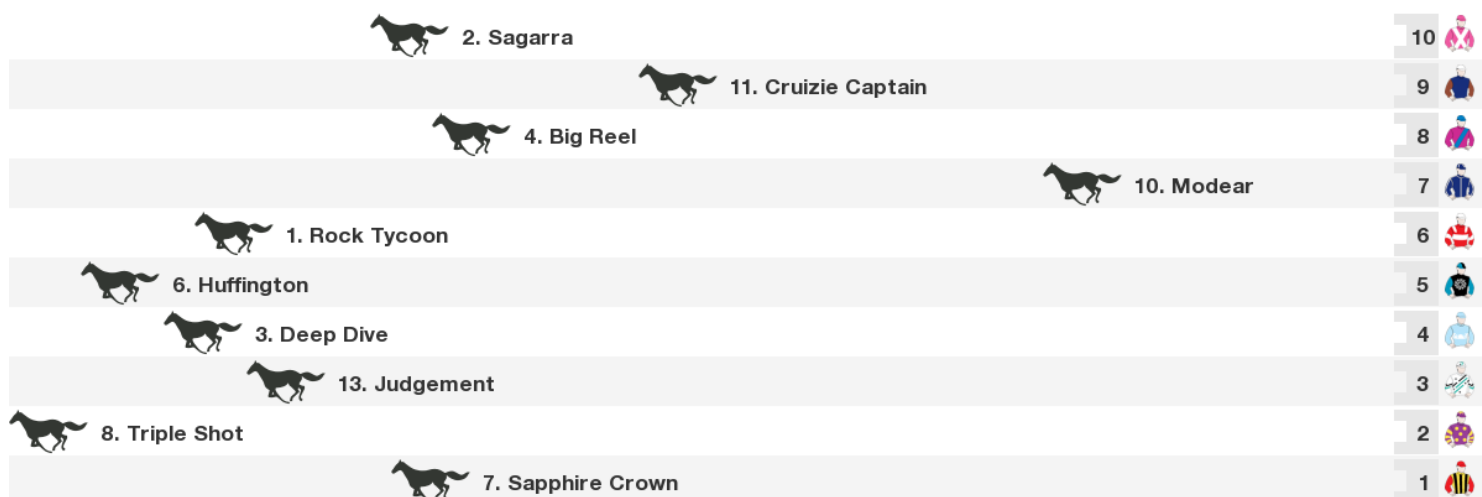 2. Sagarra 10
11. Cruizie Captain 9
4. Big Reel 8
10. Modear 7
1. Rock Tycoon 6
6. Huffington 5
3. Deep Dive 4
13. Judgement 3
8. Triple Shot 2
7. Sapphire Crown 1